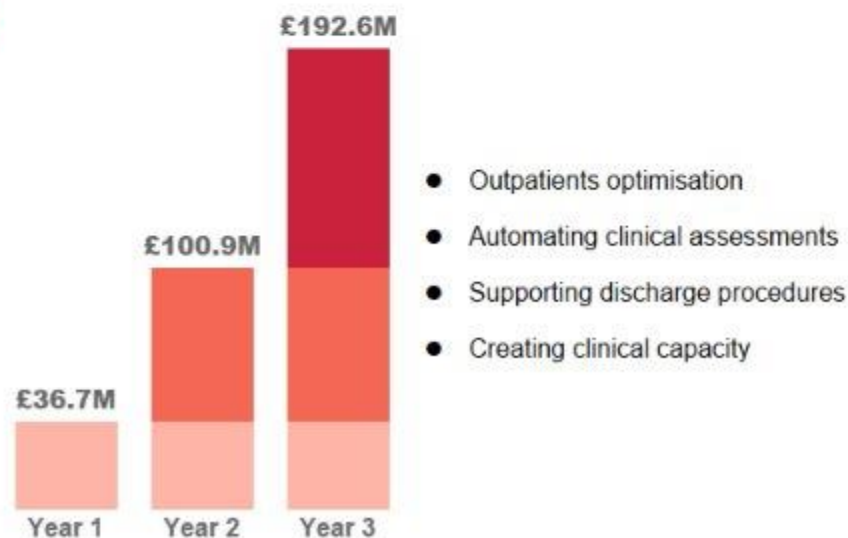 £192.6M
£100.9M
£36.7M
Year 1
Year 2
Year 3
● Outpatients optimisation
● Automating clinical assessments
● Supporting discharge procedures
● Creating clinical capacity